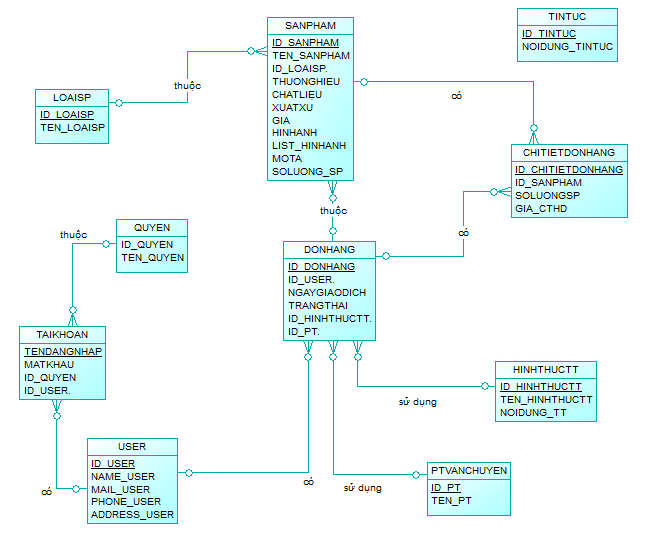 SANPHAM
ID_SANPHAM
TEN_SANPHAM
ID_LOAISP.
THUONGHIEU
CHATLIEU
XUATXU
GIA
HINHANH
LIST_HINHANH
MOTA
SOLUONG_SP
TINTUC
ID_TINTUC
NOIDUNG_TINTUC
thuộc
có
LOAISP
ID_LOAISP
TEN_LOAISP
CHITIETDONHANG
ID_CHITIETDONHANG
ID_SANPHAM
SOLUONGSP
GIA_CTHD
thuộc
có
QUYEN
ID_QUYEN
TEN_QUYEN
thuộc
DONHANG
ID_DONHANG
ID_USER.
NGAYGIAODICH
TRANGTHAI
ID_HINHTHUCTT.
ID_PT.
TAIKHOAN
TENDANGNHAP
MATKHAU
ID_QUYEN
ID_USER.
HINHTHUCTT
ID_HINHTHUCTT
TEN_HINHTHUCTT
NOIDUNG_TT
sử dụng
USER
ID_USER
NAME_USER
MAIL_USER
PHONE_USER
ADDRESS_USER
có
có
sử dụng
PTVANCHUYEN
ID_PT
TEN_PT